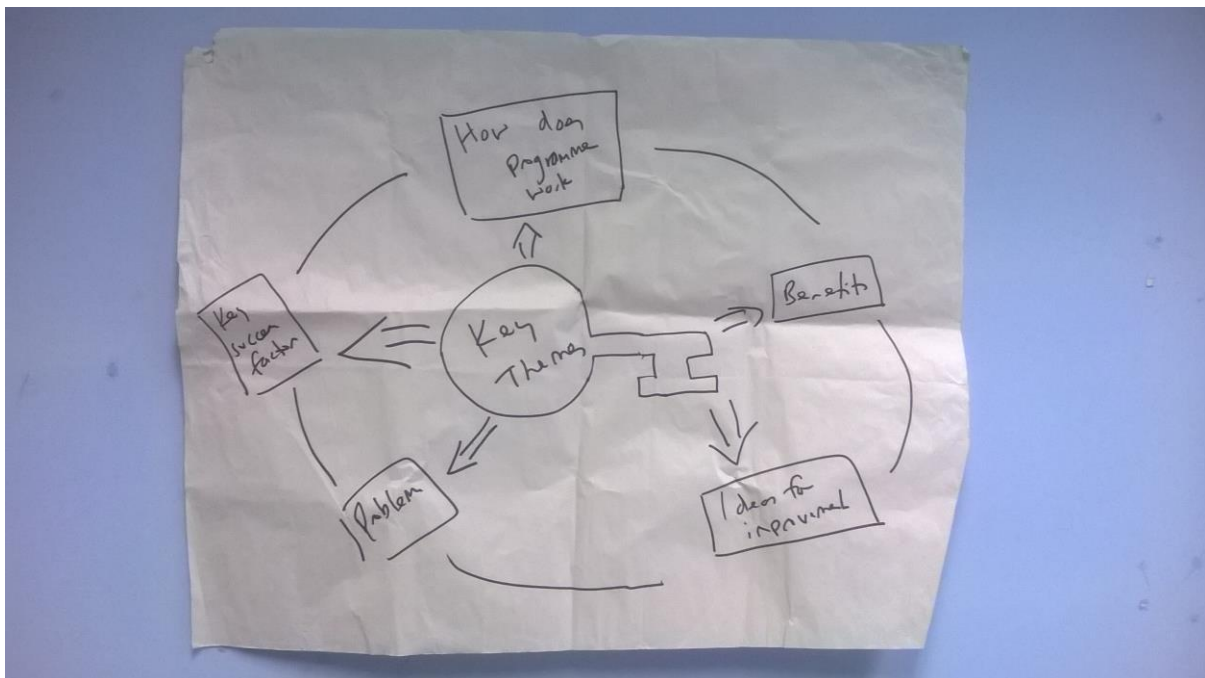 How does
programme
work
Key
success
factor
Key
Themes
Benefits
Problem
Ideas for
improvement